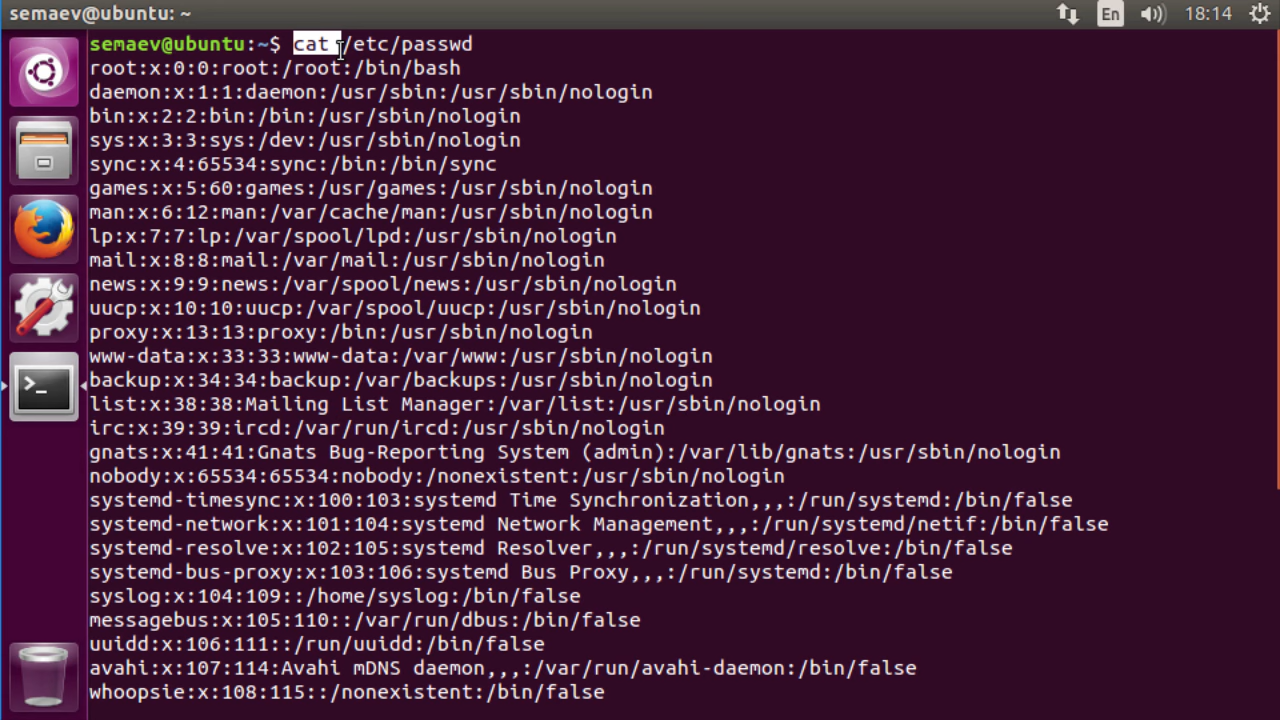 semaev@ubuntu: ~
En
18:14
semaev@ubuntu:~$ cat /etc/passwd
root:x:0:0:root:/root:/bin/bash
daemon:x:1:1:daemon:/usr/sbin:/usr/sbin/nologin
bin:x:2:2:bin:/bin:/usr/sbin/nologin
sys:x:3:3:sys:/dev:/usr/sbin/nologin
sync:x:4:65534:sync:/bin:/bin/sync
games:x:5:60:games:/usr/games:/usr/sbin/nologin
man:x:6:12:man:/var/cache/man:/usr/sbin/nologin
lp:x:7:7:lp:/var/spool/lpd:/usr/sbin/nologin
mail:x:8:8:mail:/var/mail:/usr/sbin/nologin
news:x:9:9:news:/var/spool/news:/usr/sbin/nologin
uucp:x:10:10:uucp:/var/spool/uucp:/usr/sbin/nologin
proxy:x:13:13:proxy:/bin:/usr/sbin/nologin
www-data:x:33:33:www-data:/var/www:/usr/sbin/nologin
backup:x:34:34:backup:/var/backups:/usr/sbin/nologin
list:x:38:38:Mailing List Manager:/var/list:/usr/sbin/nologin
irc:x:39:39:ircd:/var/run/ircd:/usr/sbin/nologin
gnats:x:41:41:Gnats Bug-Reporting System (admin):/var/lib/gnats:/usr/sbin/nologin
nobody:x:65534:65534:nobody:/nonexistent:/usr/sbin/nologin
systemd-timesync:x:100:103:systemd Time Synchronization,,,:/run/systemd:/bin/false
systemd-network:x:101:104:systemd Network Management,,,:/run/systemd/netif:/bin/false
systemd-resolve:x:102:105:systemd Resolver,,,:/run/systemd/resolve:/bin/false
systemd-bus-proxy:x:103:106:systemd Bus Proxy,,,:/run/systemd:/bin/false
syslog:x:104:109::/home/syslog:/bin/false
messagebus:x:105:110::/var/run/dbus:/bin/false
uuidd:x:106:111::/run/uuidd:/bin/false
avahi:x:107:114:Avahi mDNS daemon,,,:/var/run/avahi-daemon:/bin/false
whoopsie:x:108:115::/nonexistent:/bin/false